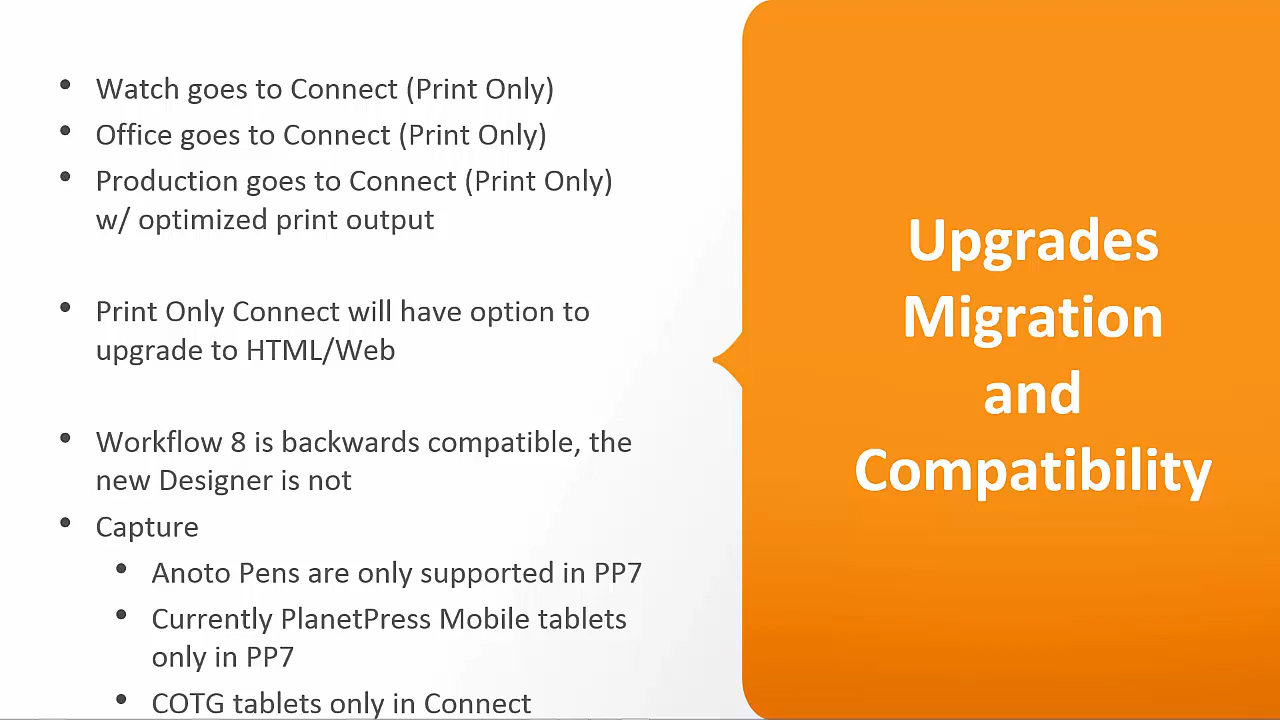 • Watch goes to Connect (Print Only)
• Office goes to Connect (Print Only)
• Production goes to Connect (Print Only)
w/ optimized print output
• Print Only Connect will have option to
upgrade to HTML/Web
• Workflow 8 is backwards compatible, the
new Designer is not
• Capture
• Anoto Pens are only supported in PP7
• Currently PlanetPress Mobile tablets
only in PP7
• COTG tablets only in Connect
Upgrades
Migration
and
Compatibility